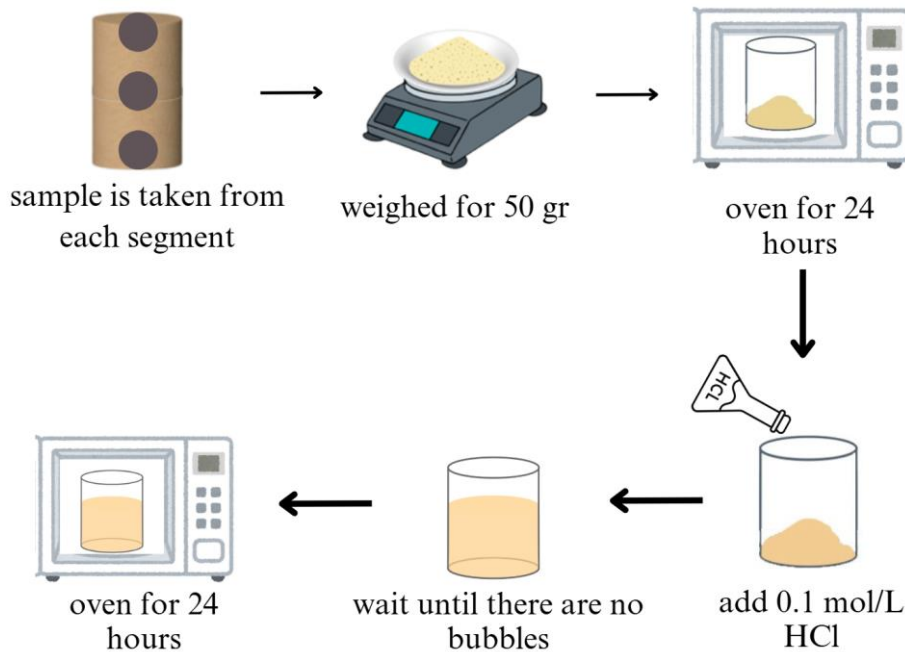 sample is taken from
each segment
weighed for 50 gr
oven for 24
hours
HCL
add 0.1 mol/L
HCl
wait until there are no
bubbles
oven for 24
hours